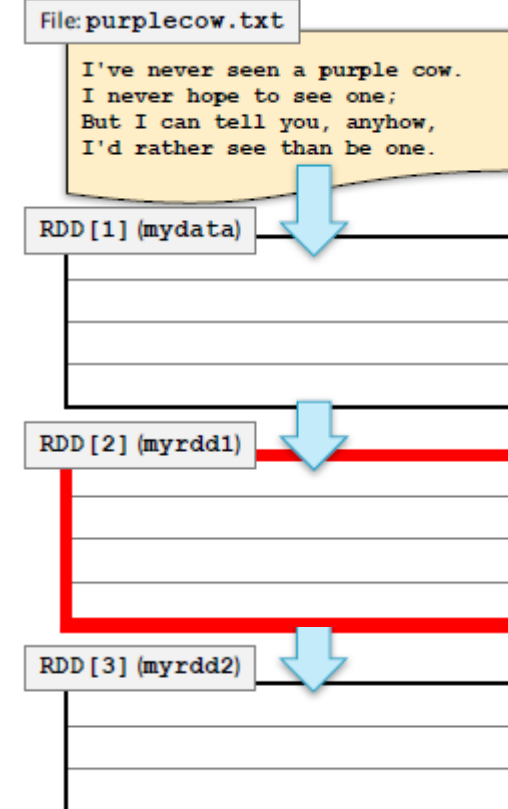 File: purplecow.txt
I've never seen a purple cow.
I never hope to see one;
But I can tell you, anyhow,
I'd rather see than be one.
RDD[1] (mydata)
RDD[2] (myrdd1)
RDD[3] (myrdd2)